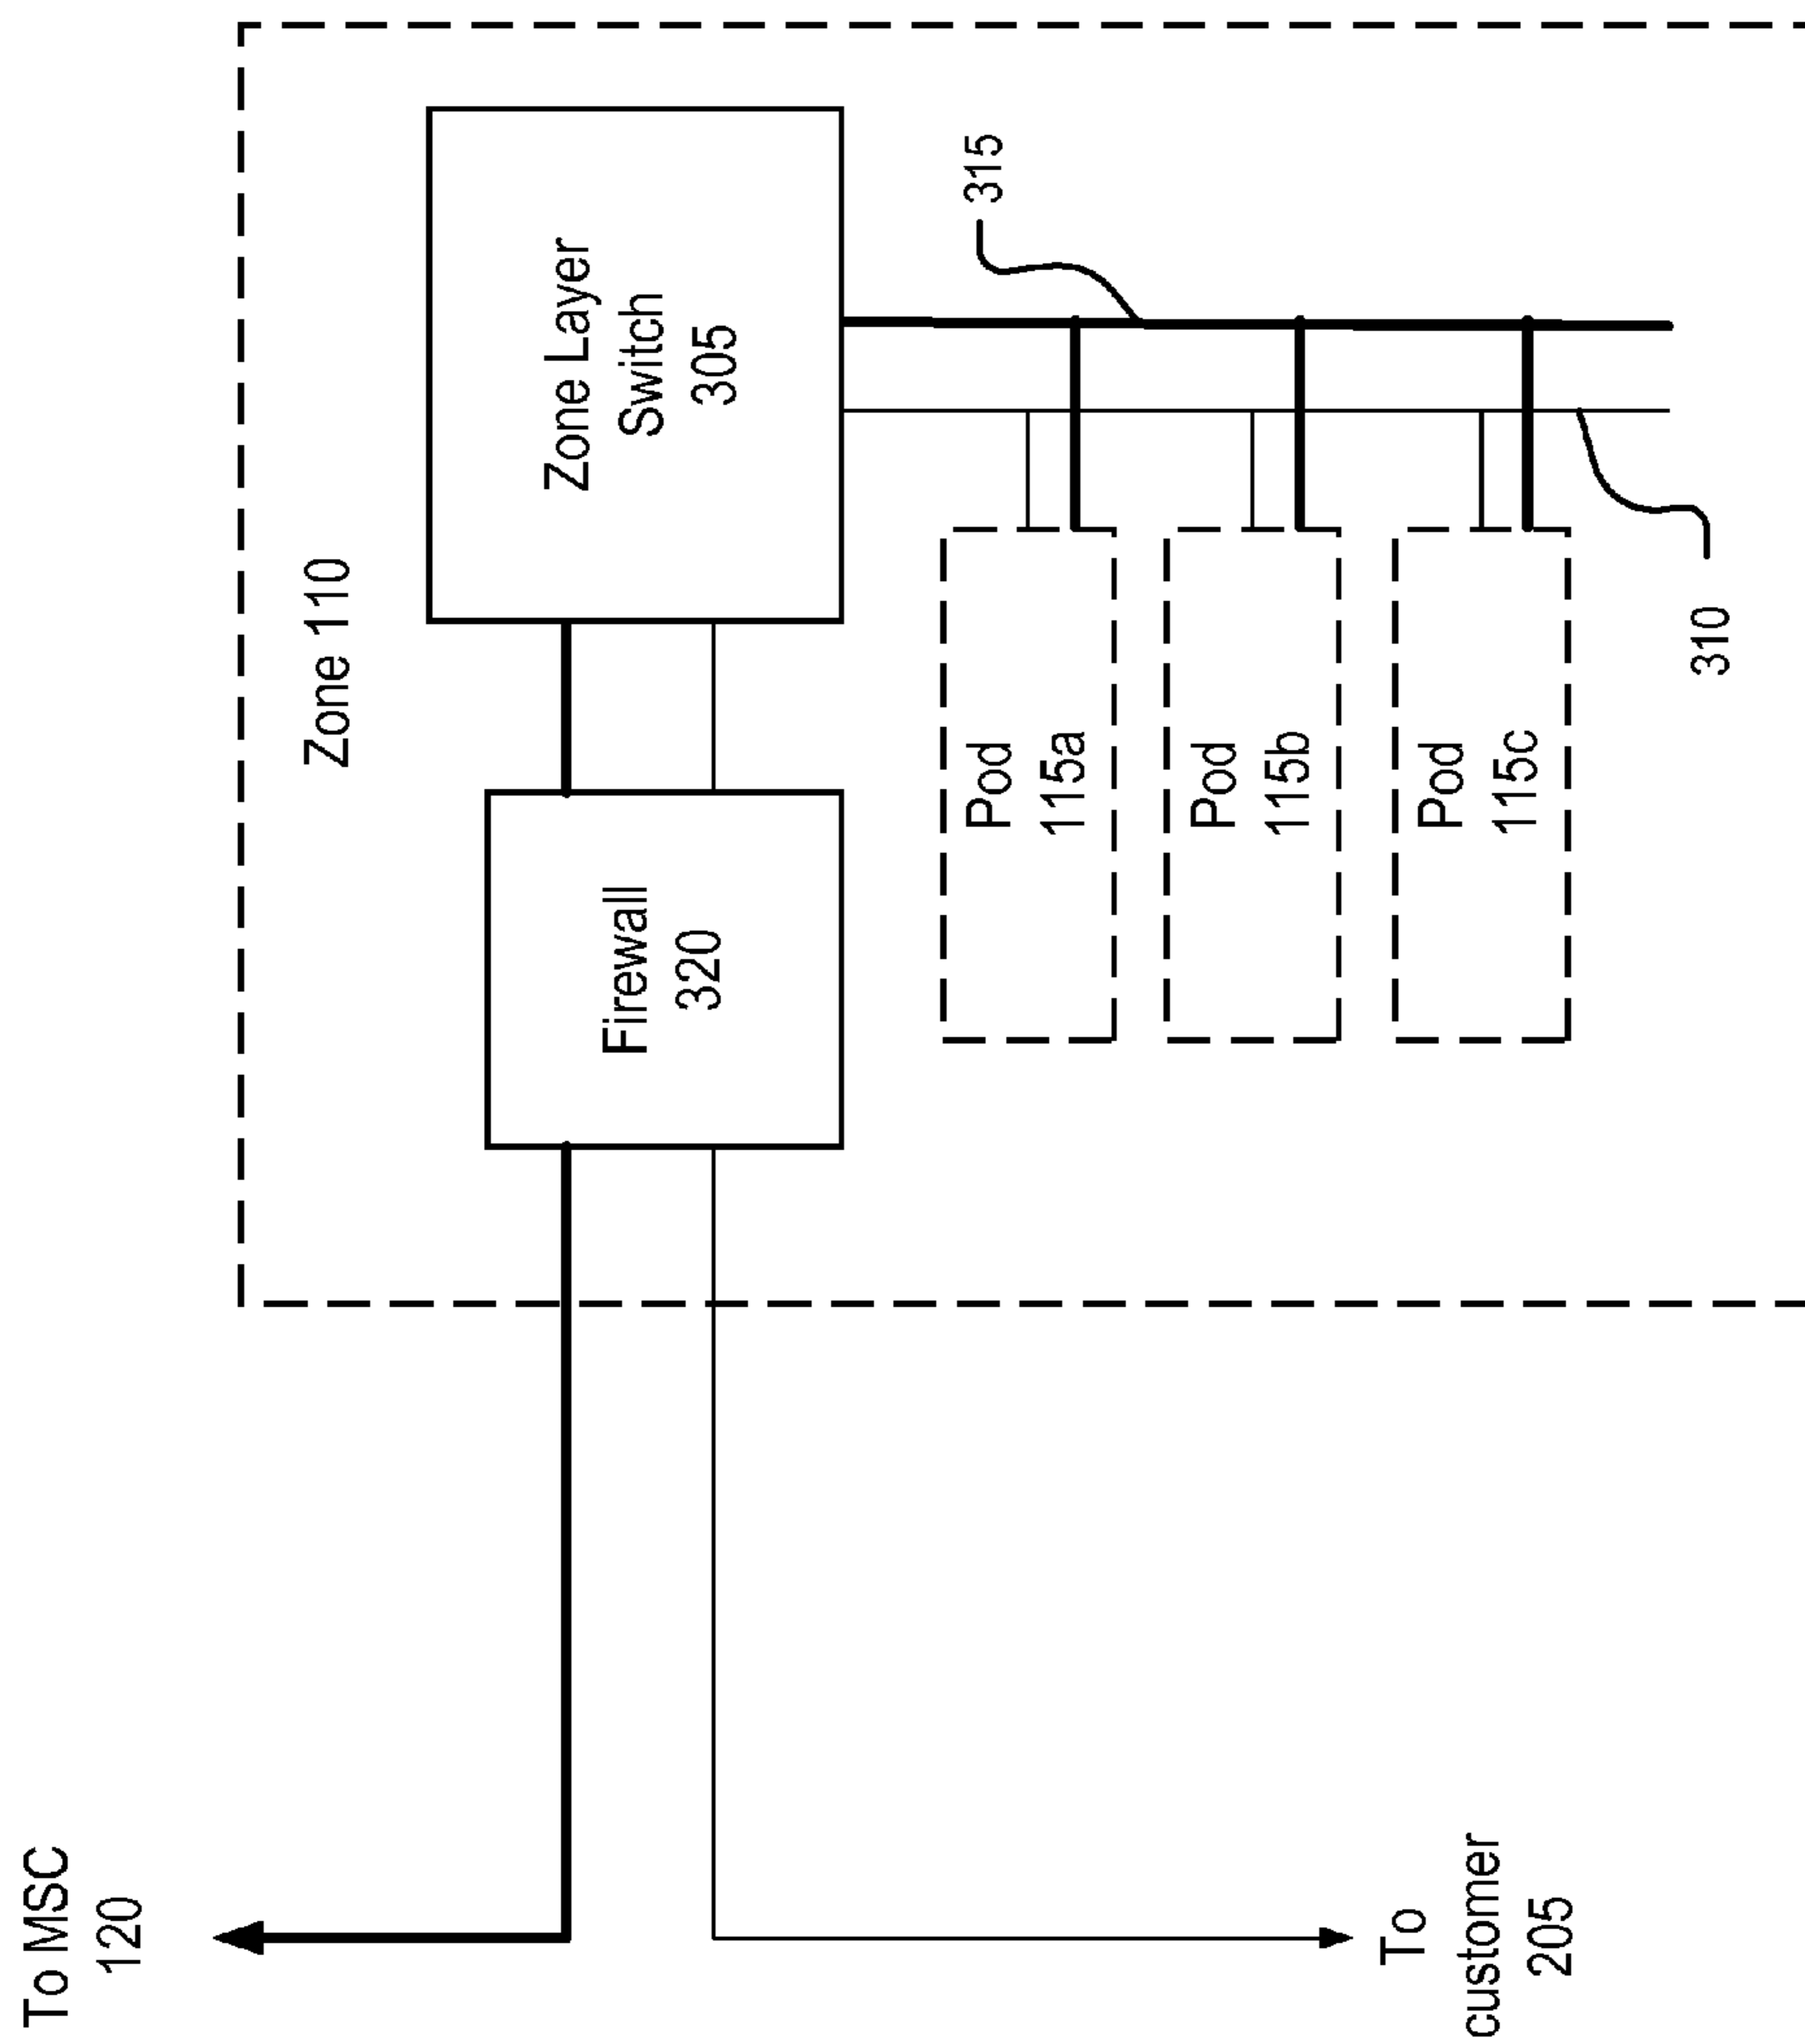 To MSC
120
Zone 110
Zone Layer
Switch
305
Firewall
320
315
Pod
115a
Pod
115b
Pod
115c
310
To
customer
205